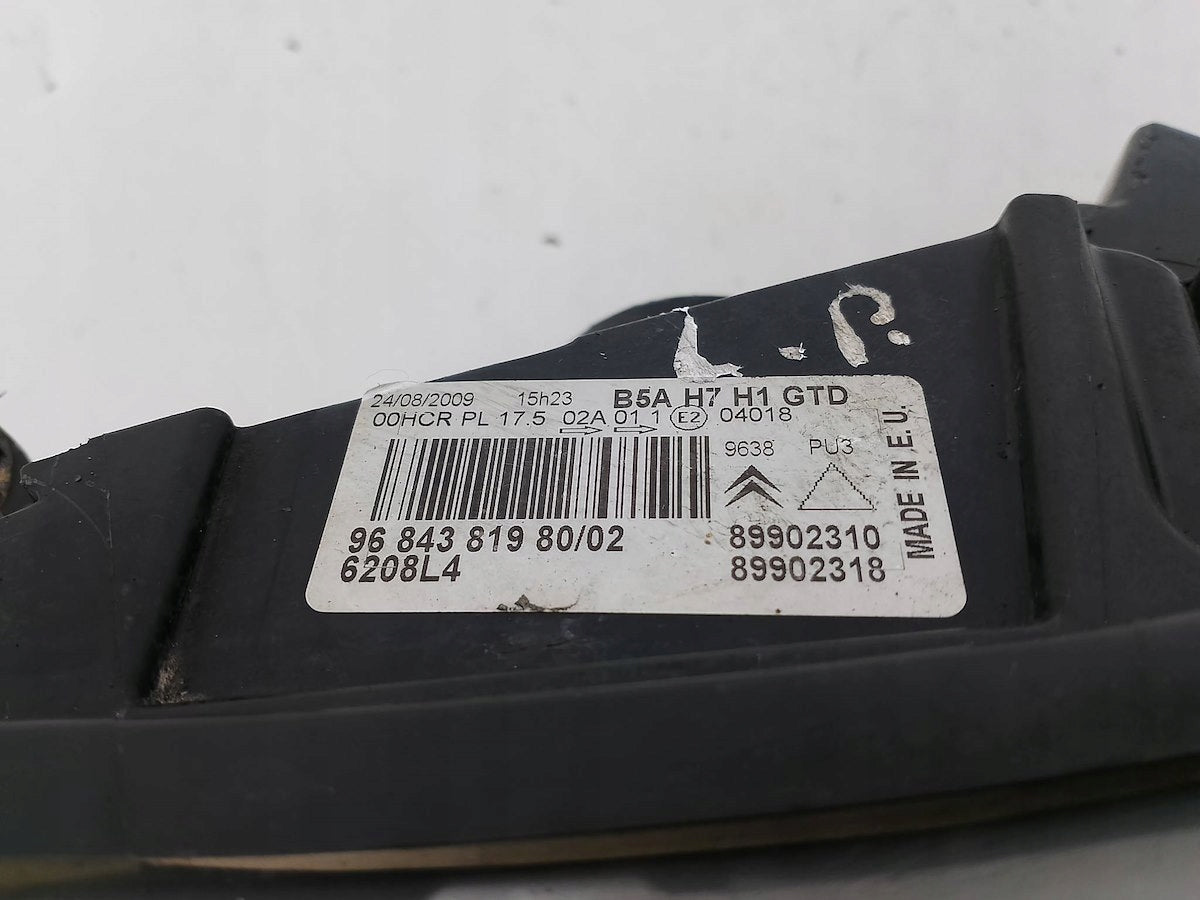 L.P.
24/08/2009 15h23 B5A H7 H1 GTD
00HCR PL 17.5 02A 01 1 E2 04018
9638 PU3
96 843 819 80/02 89902310
6208L4 89902318
MADE IN E.U.